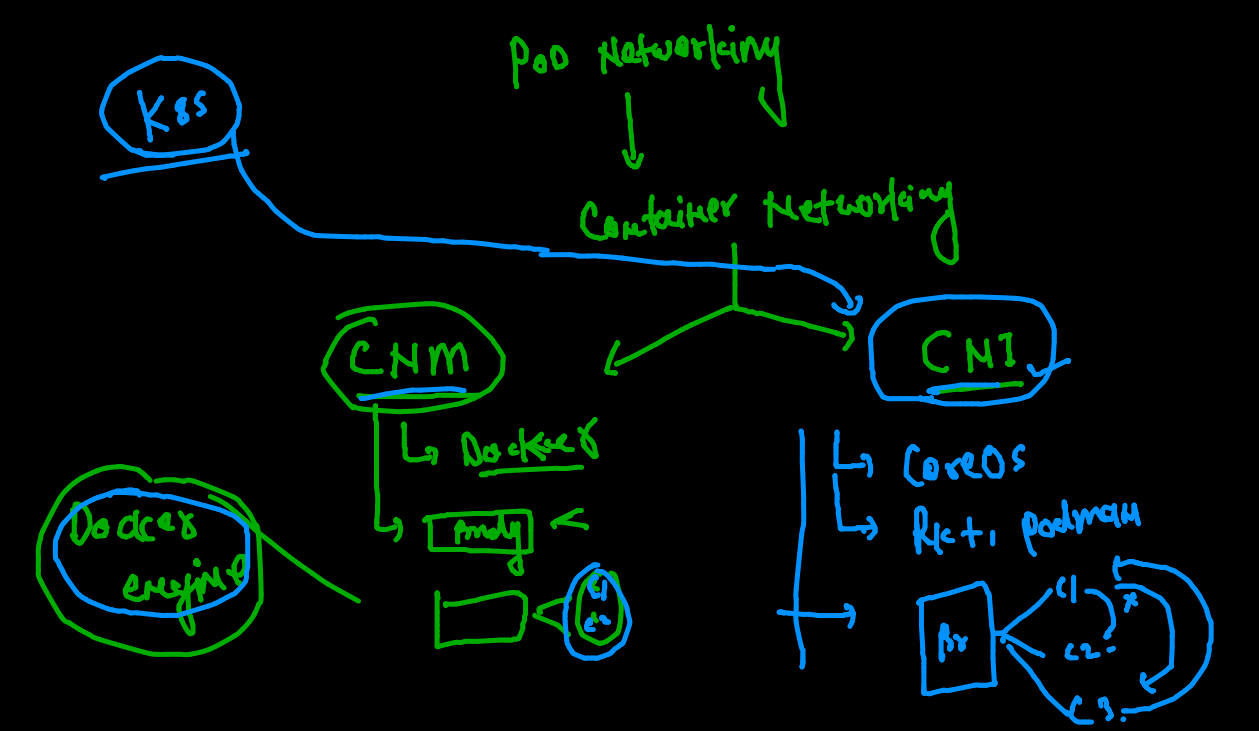 Pod Networking
K8s
Container Networking
CNM
CNI
Docker
CoreOS
Docker
engine
Rkt, podman
C1
C2
Br
C1
x
C2
C3